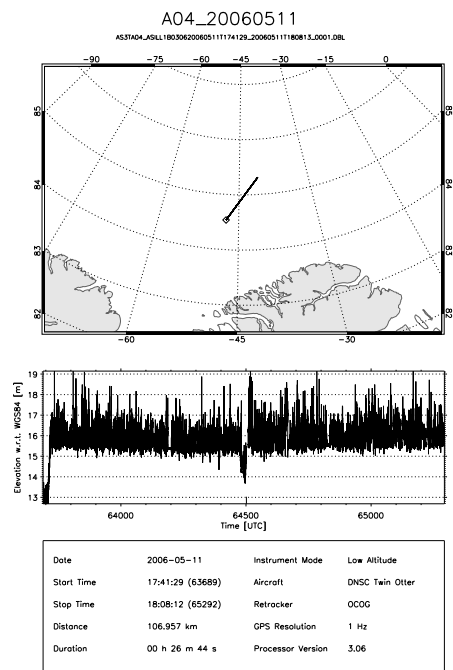 A04_20060511
AS3TA04_ASILL1B030620060511T174129_20060511T180813_0001.DBL
-90 -60 -45 -30 -15 0
85 85
84 84
83 83
82 82
-60 -45 -30
Elevation w.r.t. WGS84 [m]
19
18
17
16
15
14
13
64000 64500 65000
Time [UTC]
Date 2006-05-11 Instrument Mode Low Altitude
Start Time 17:41:29 (63689) Aircraft DNSC Twin Otter
Stop Time 18:08:12 (65292) Retracker OCOG
Distance 106.957 km GPS Resolution 1 Hz
Duration 00 h 26 m 44 s Processor Version 3.06